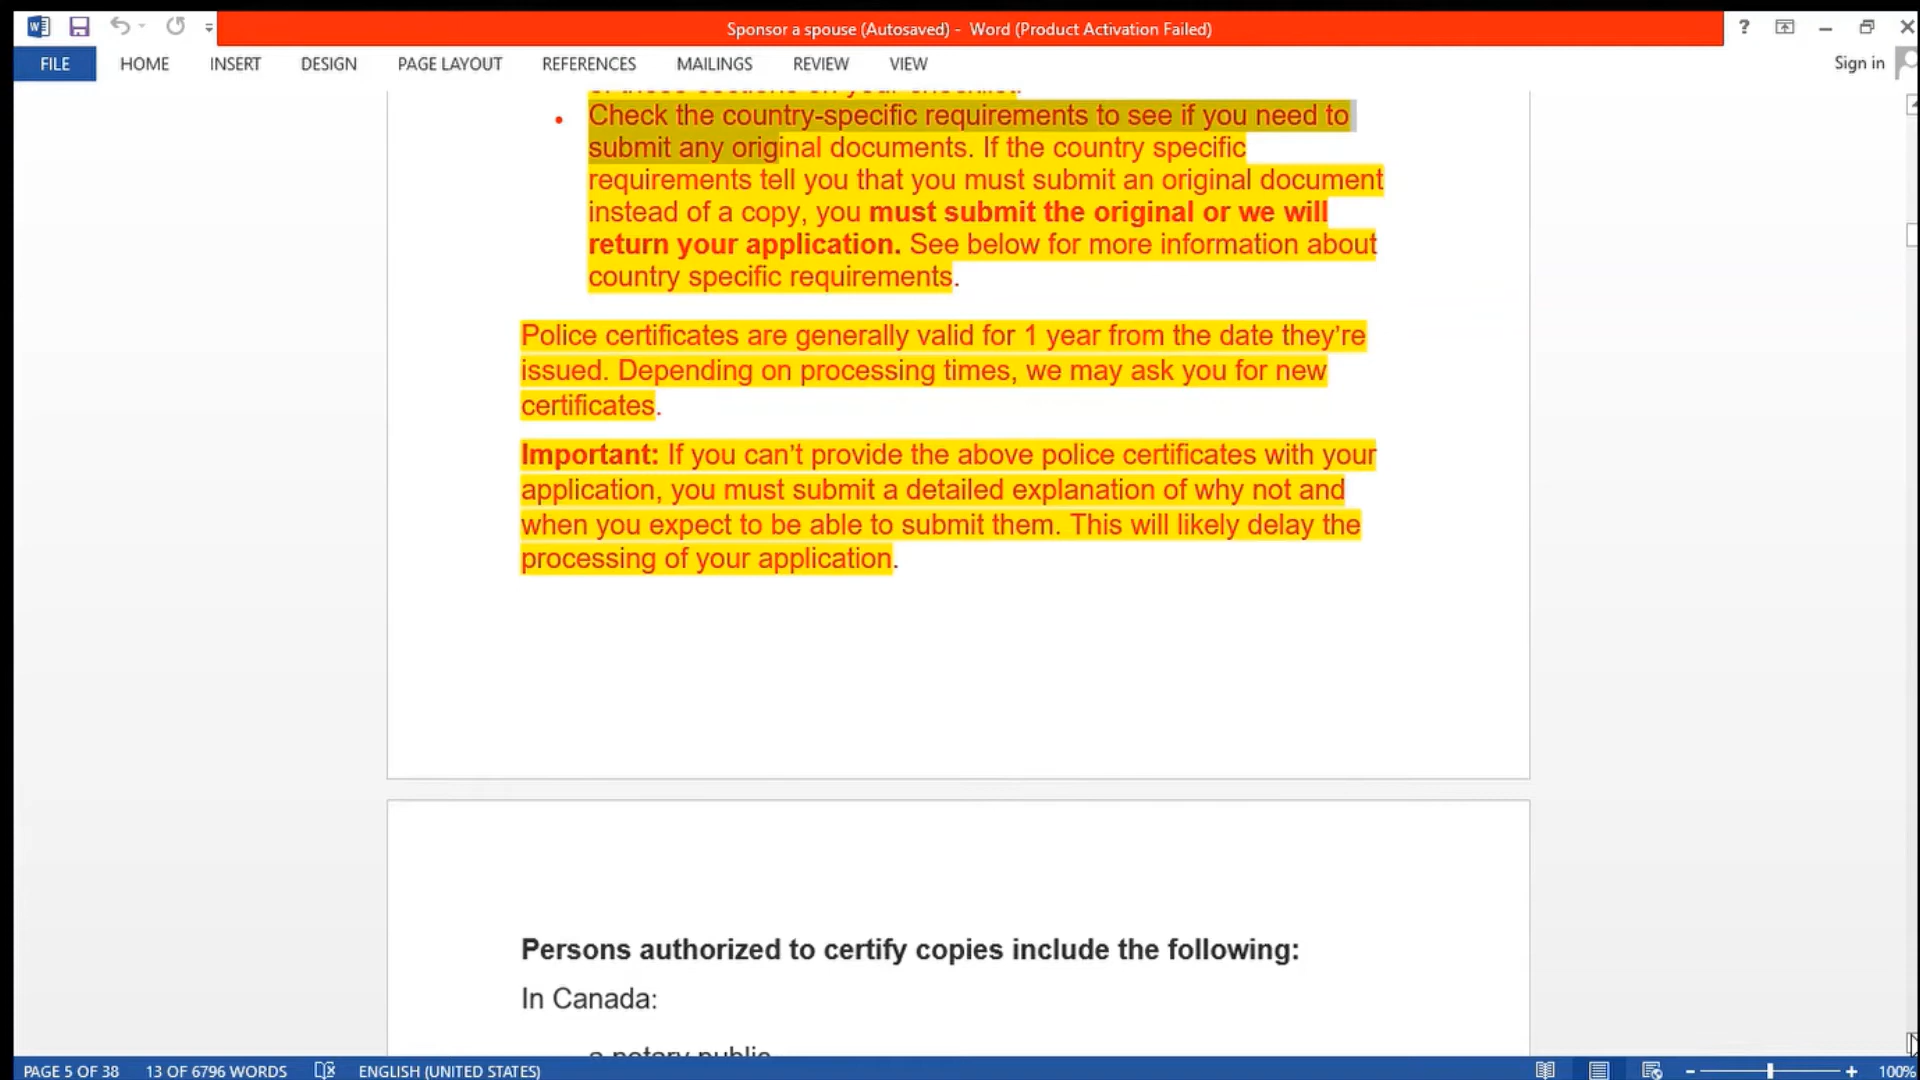 Sponsor a spouse (Autosaved) - Word (Product Activation Failed)
?
FILE HOME INSERT DESIGN PAGE LAYOUT REFERENCES MAILINGS REVIEW VIEW Sign in
of those sections on your checklist.
• Check the country-specific requirements to see if you need to
submit any original documents. If the country specific
requirements tell you that you must submit an original document
instead of a copy, you must submit the original or we will
return your application. See below for more information about
country specific requirements.
Police certificates are generally valid for 1 year from the date they’re
issued. Depending on processing times, we may ask you for new
certificates.
Important: If you can’t provide the above police certificates with your
application, you must submit a detailed explanation of why not and
when you expect to be able to submit them. This will likely delay the
processing of your application.
Persons authorized to certify copies include the following:
In Canada:
a notary public
PAGE 5 OF 38 13 OF 6796 WORDS ENGLISH (UNITED STATES) 100%